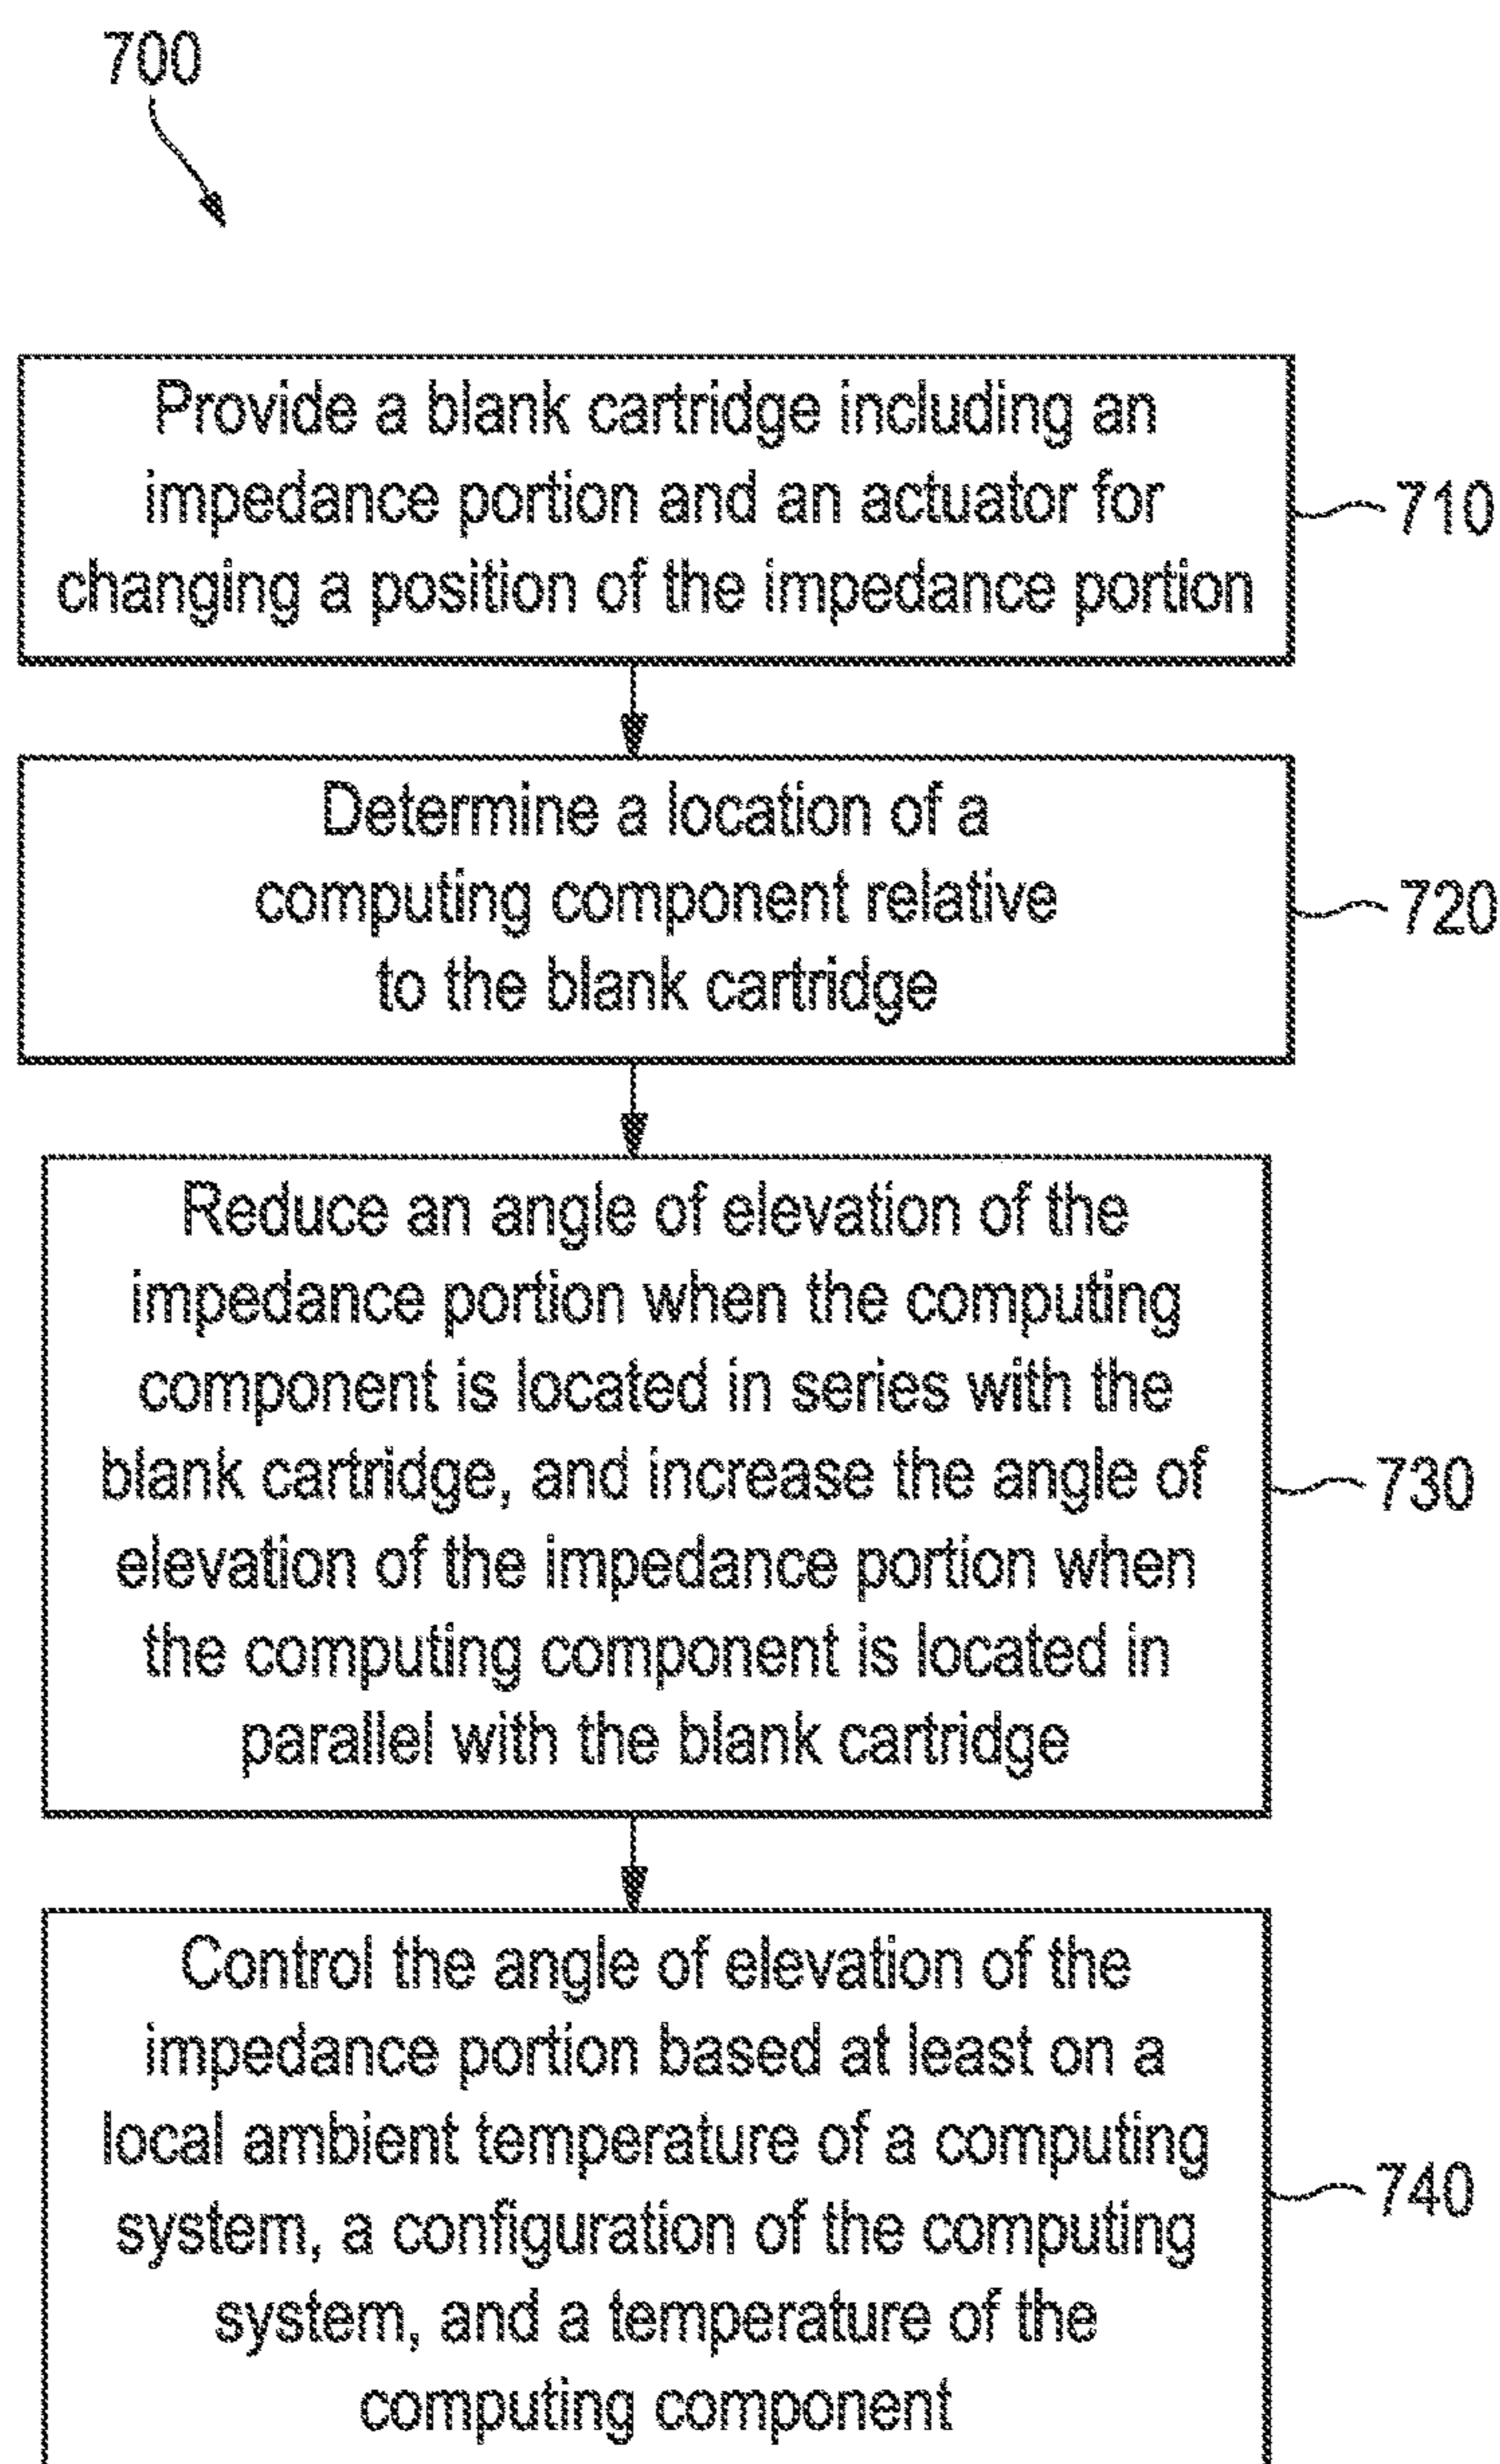 700
Provide a blank cartridge including an
impedance portion and an actuator for
changing a position of the impedance portion
710
Determine a location of a
computing component relative
to the blank cartridge
720
Reduce an angle of elevation of the
impedance portion when the computing
component is located in series with the
blank cartridge, and increase the angle of
elevation of the impedance portion when
the computing component is located in
parallel with the blank cartridge
730
Control the angle of elevation of the
impedance portion based at least on a
local ambient temperature of a computing
system, a configuration of the computing
system, and a temperature of the
computing component
740